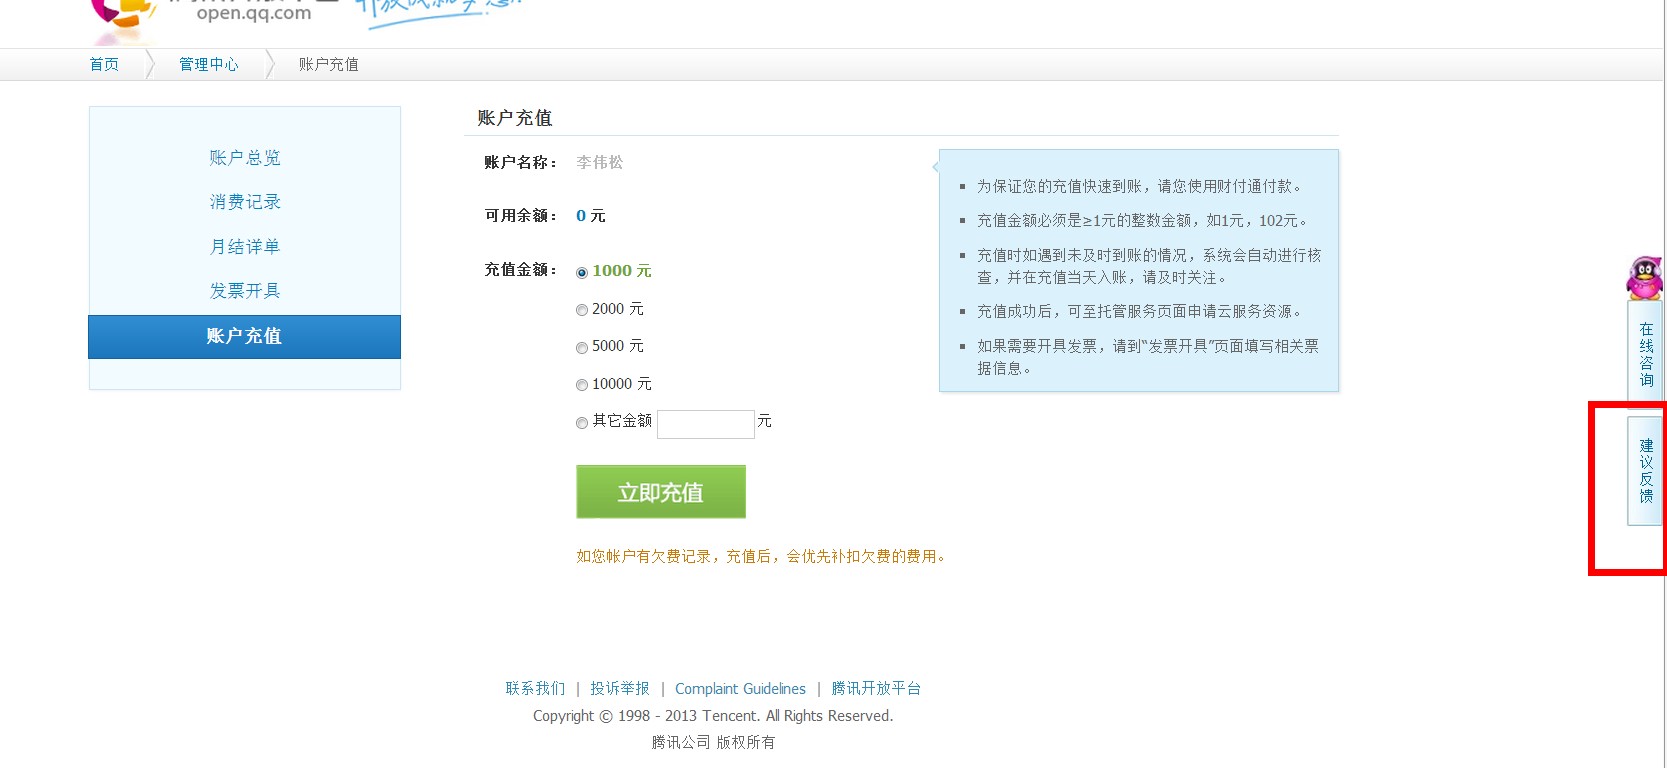 open.qq.com
首页
管理中心
账户充值
账户总览
消费记录
月结详单
发票开具
账户充值
账户充值
账户名称： 李伟松
可用余额： 0 元
充值金额： 1000 元
2000 元
5000 元
10000 元
其它金额 元
立即充值
如您帐户有欠费记录，充值后，会优先补扣欠费的费用。
为保证您的充值快速到账，请您使用财付通付款。
充值金额必须是≥1元的整数金额，如1元，102元。
充值时如遇到未及时到账的情况，系统会自动进行核
查，并在充值当天入账，请及时关注。
充值成功后，可至托管服务页面申请云服务资源。
如果需要开具发票，请到“发票开具”页面填写相关票
据信息。
在线咨询
建议反馈
联系我们 | 投诉举报 | Complaint Guidelines | 腾讯开放平台
Copyright © 1998 - 2013 Tencent. All Rights Reserved.
腾讯公司 版权所有